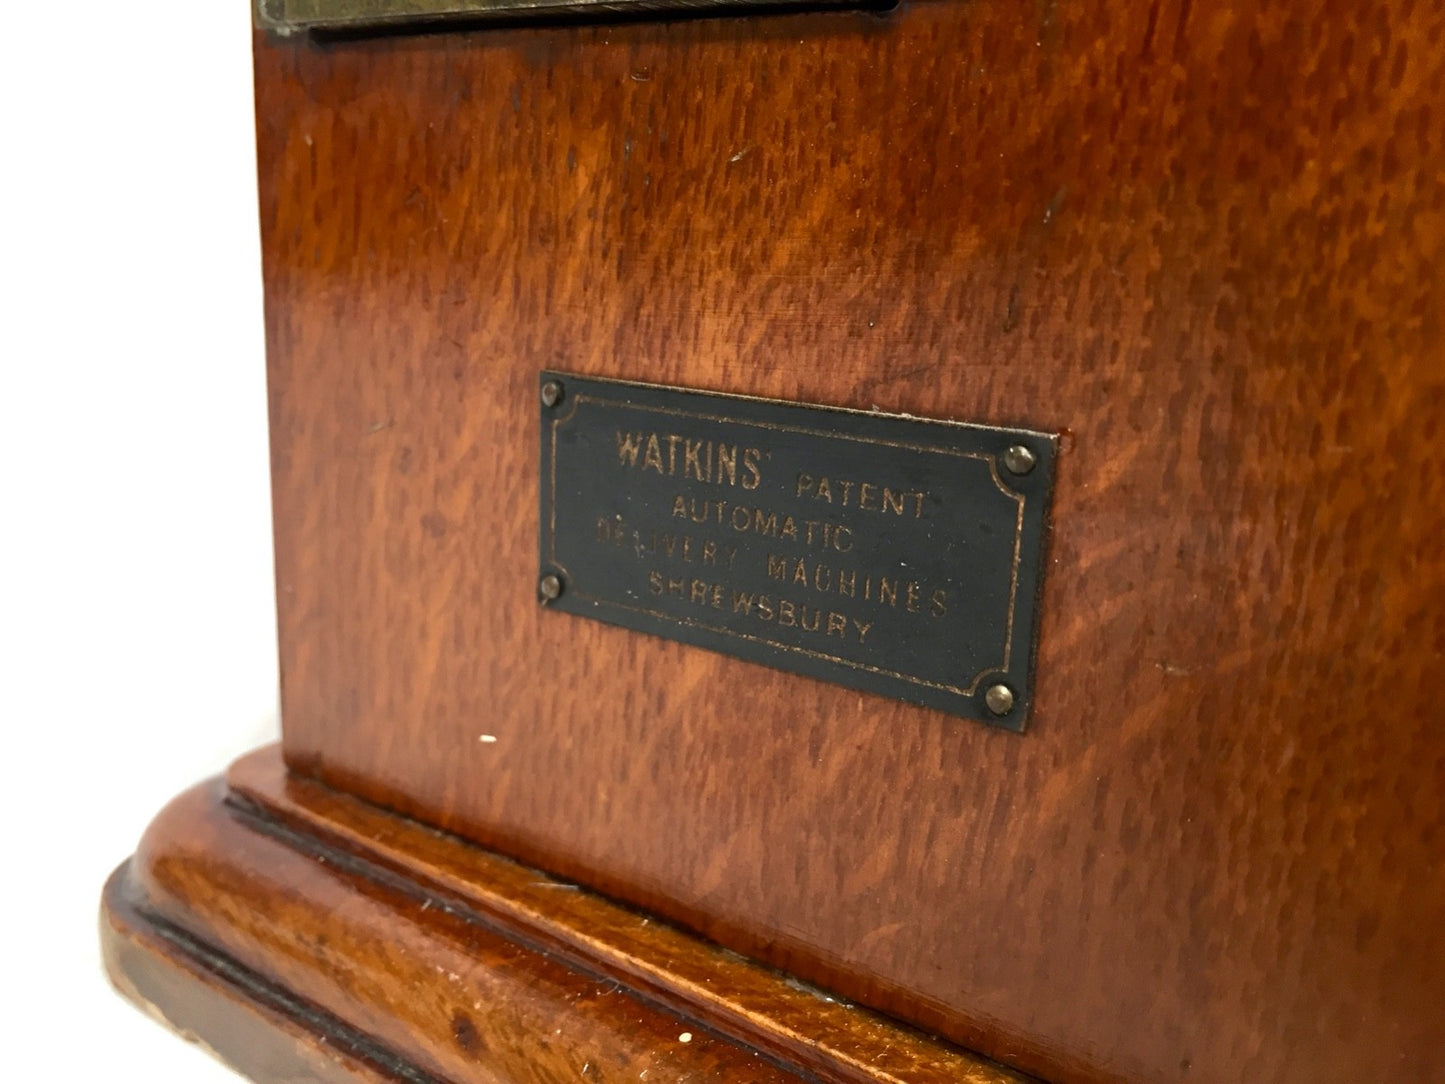 WATKINS' PATENT
AUTOMATIC
DELIVERY MACHINES
SHREWSBURY